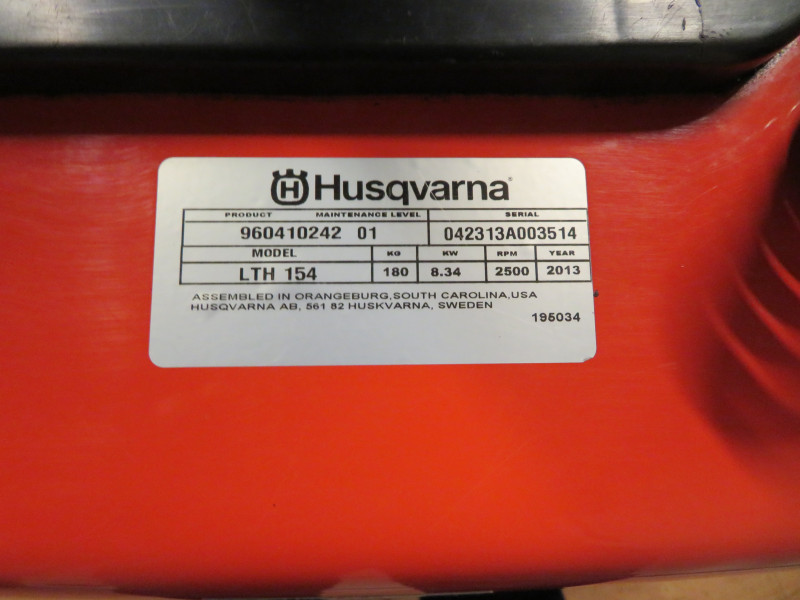 Husqvarna
PRODUCT MAINTENANCE LEVEL SERIAL
960410242 01 042313A003514
MODEL KG KW RPM YEAR
LTH 154 180 8.34 2500 2013
ASSEMBLED IN ORANGEBURG,SOUTH CAROLINA,USA
HUSQVARNA AB, 561 82 HUSKVARNA, SWEDEN
195034